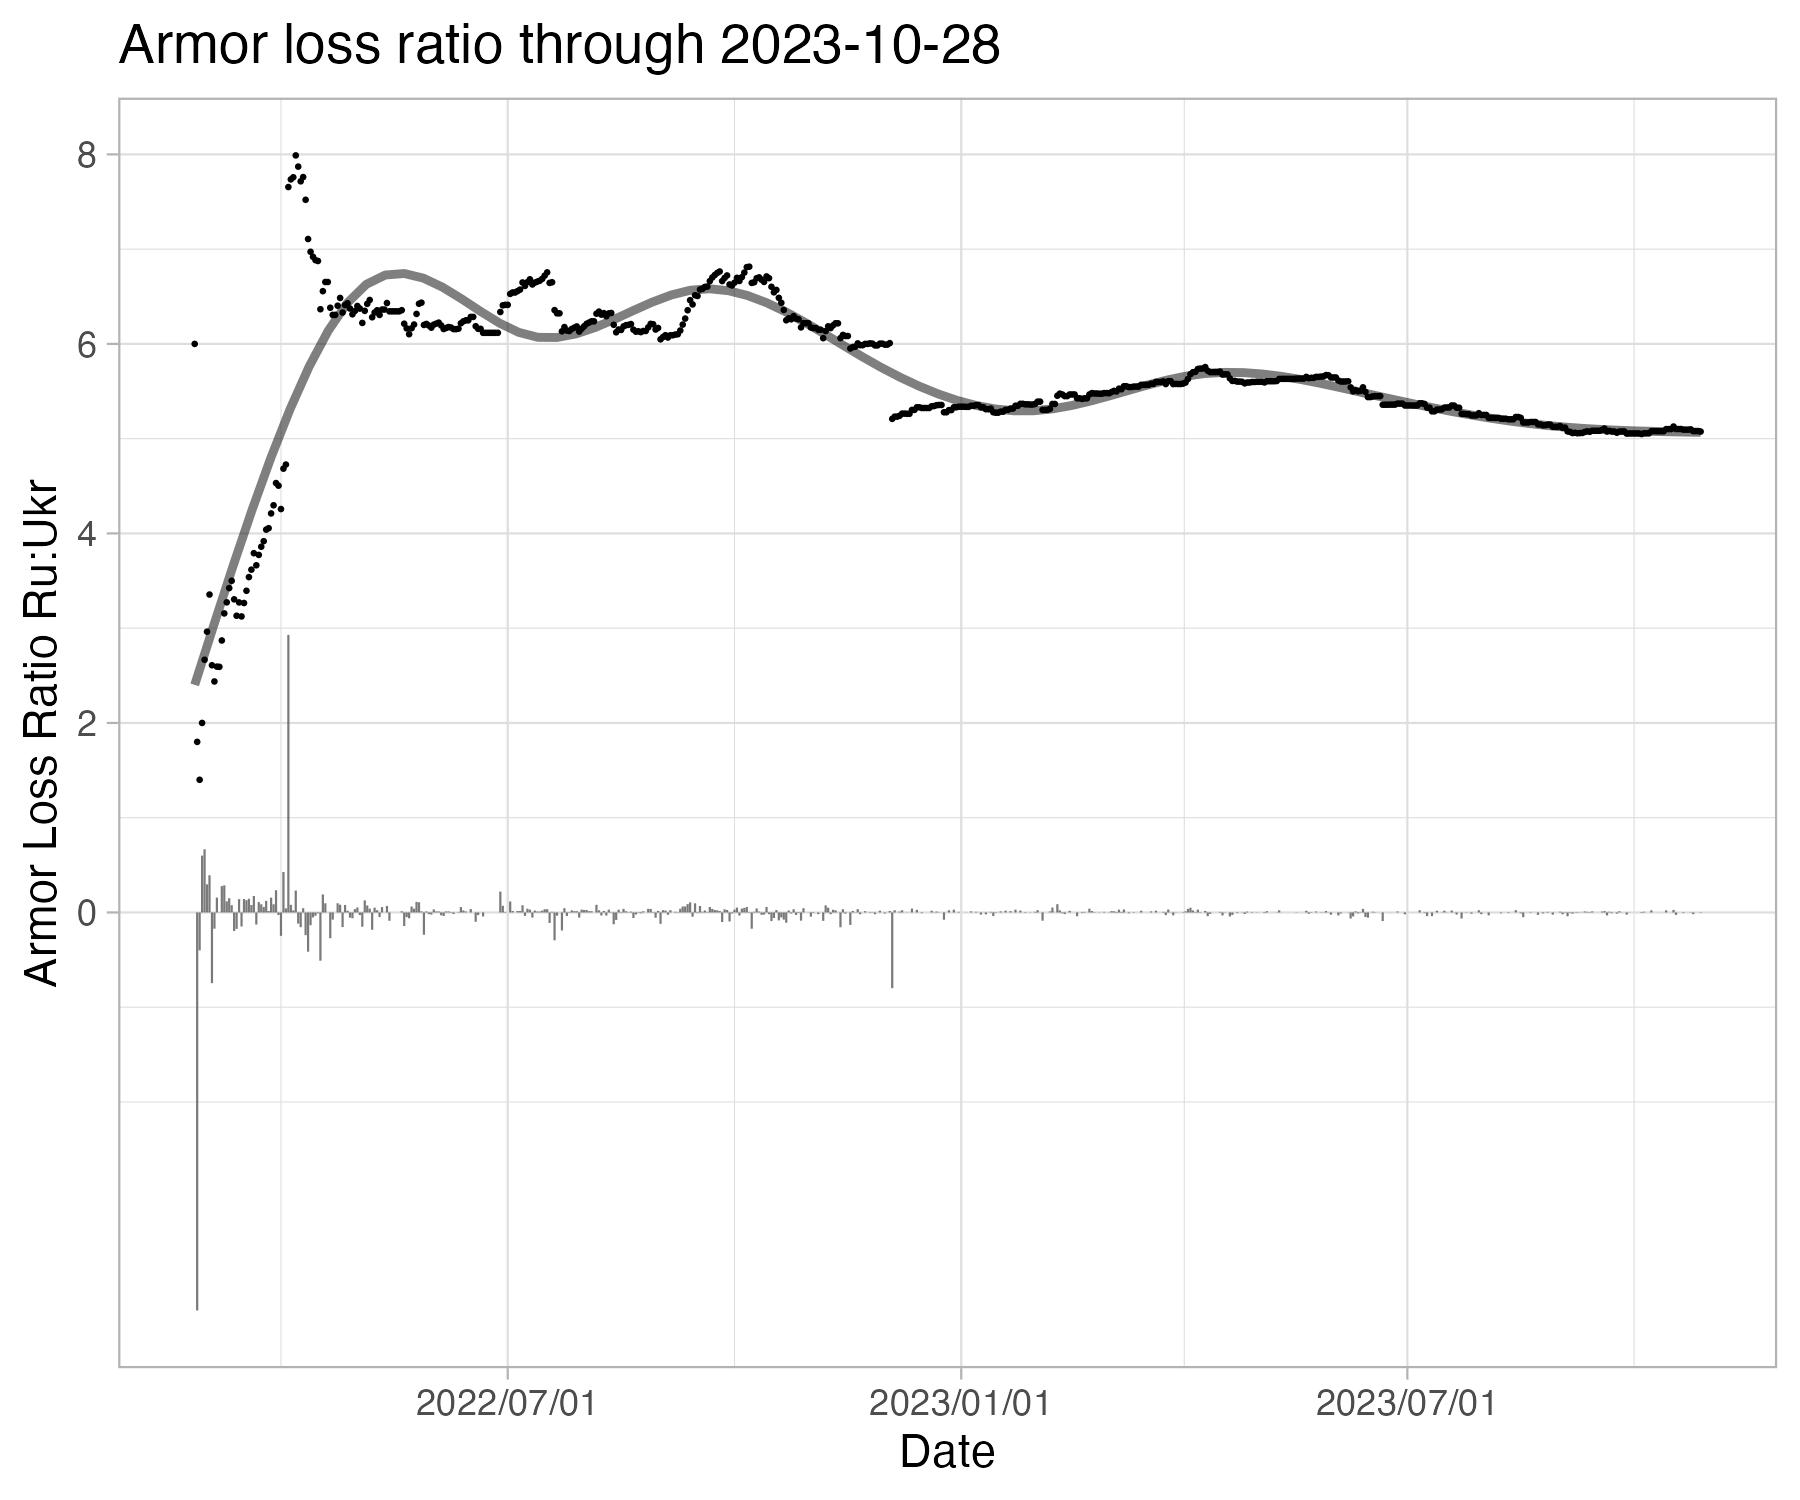 Armor loss ratio through 2023-10-28
Armor Loss Ratio Ru:Ukr
8
6
4
2
0
2022/07/01
2023/01/01
2023/07/01
Date